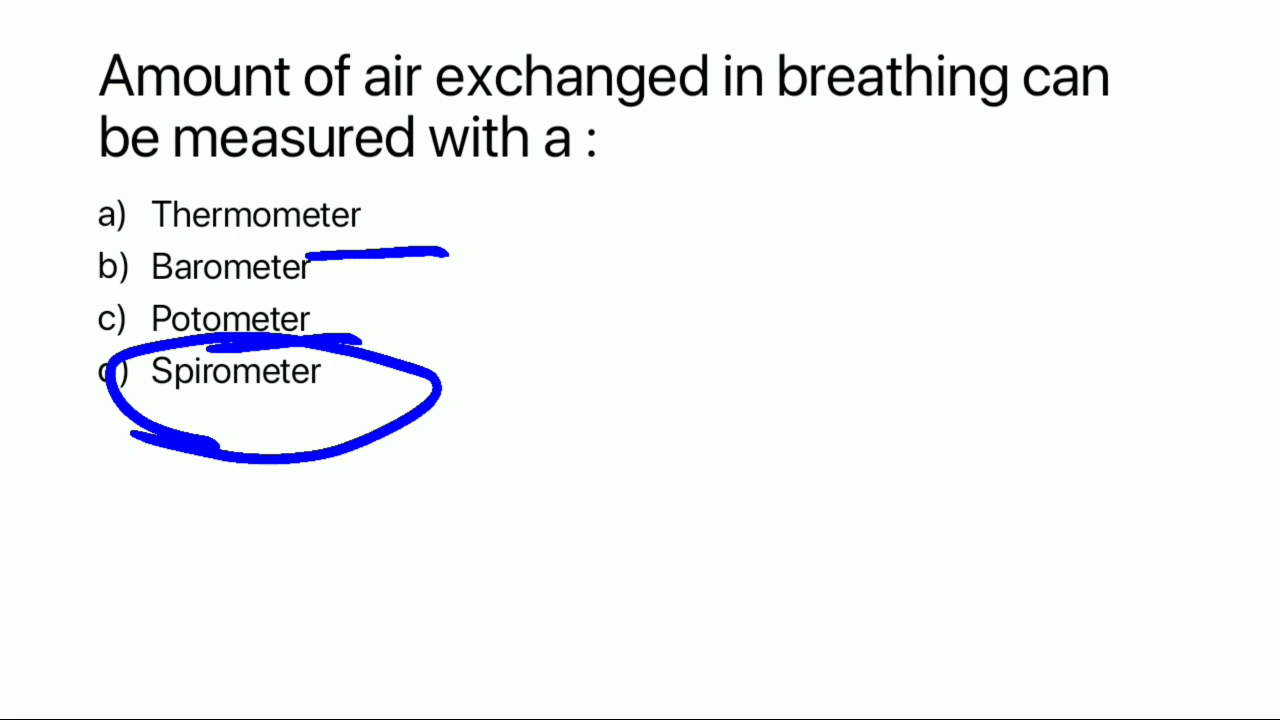 Amount of air exchanged in breathing can
be measured with a :
a) Thermometer
b) Barometer
c) Potometer
d) Spirometer